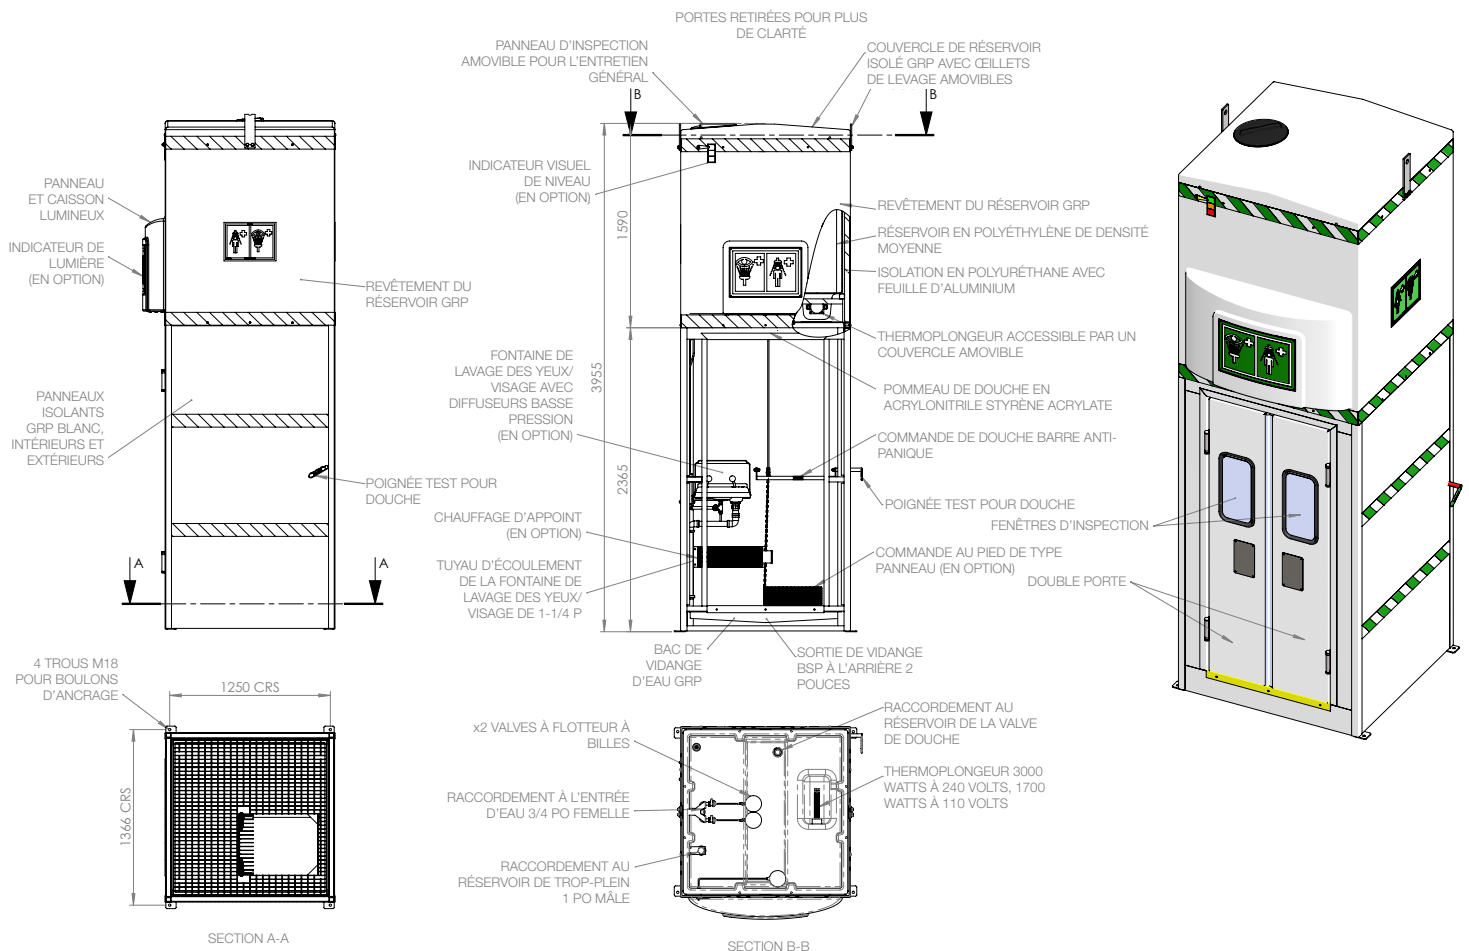 PORTES RETIRÉES POUR PLUS
DE CLARTÉ
PANNEAU D'INSPECTION
AMOVIBLE POUR L'ENTRETIEN
GÉNÉRAL
COUVERCLE DE RÉSERVOIR
ISOLÉ GRP AVEC ŒILLETS
DE LEVAGE AMOVIBLES
B
B
INDICATEUR VISUEL
DE NIVEAU
(EN OPTION)
PANNEAU
ET CAISSON
LUMINEUX
INDICATEUR DE
LUMIÈRE
(EN OPTION)
REVÊTEMENT DU
RÉSERVOIR GRP
1590
3955
2365
REVÊTEMENT DU RÉSERVOIR GRP
RÉSERVOIR EN POLYÉTHYLÈNE DE DENSITÉ
MOYENNE
ISOLATION EN POLYURÉTHANE AVEC
FEUILLE D'ALUMINIUM
THERMOPLONGEUR ACCESSIBLE PAR UN
COUVERCLE AMOVIBLE
FONTAINE DE
LAVAGE DES YEUX/
VISAGE AVEC
DIFFUSEURS BASSE
PRESSION
(EN OPTION)
POMMEAU DE DOUCHE EN
ACRYLONITRILE STYRÈNE ACRYLATE
PANNEAUX
ISOLANTS
GRP BLANC,
INTÉRIEURS ET
EXTÉRIEURS
COMMANDE DE DOUCHE BARRE ANTI-
PANIQUE
POIGNÉE TEST POUR
DOUCHE
POIGNÉE TEST POUR DOUCHE
FENÊTRES D'INSPECTION
CHAUFFAGE D'APPOINT
(EN OPTION)
TUYAU D'ÉCOULEMENT
DE LA FONTAINE DE
LAVAGE DES YEUX/
VISAGE DE 1-1/4 P
COMMANDE AU PIED DE TYPE
PANNEAU (EN OPTION)
DOUBLE PORTE
A
A
BAC DE
VIDANGE
D'EAU GRP
SORTIE DE VIDANGE
BSP À L'ARRIÈRE 2
POUCES
4 TROUS M18
POUR BOULONS
D'ANCRAGE
1250 CRS
1366 CRS
x2 VALVES À FLOTTEUR À
BILLES
RACCORDEMENT AU
RÉSERVOIR DE LA VALVE
DE DOUCHE
RACCORDEMENT À L'ENTRÉE
D'EAU 3/4 PO FEMELLE
THERMOPLONGEUR 3000
WATTS À 240 VOLTS, 1700
WATTS À 110 VOLTS
RACCORDEMENT AU
RÉSERVOIR DE TROP-PLEIN
1 PO MÂLE
SECTION A-A
SECTION B-B